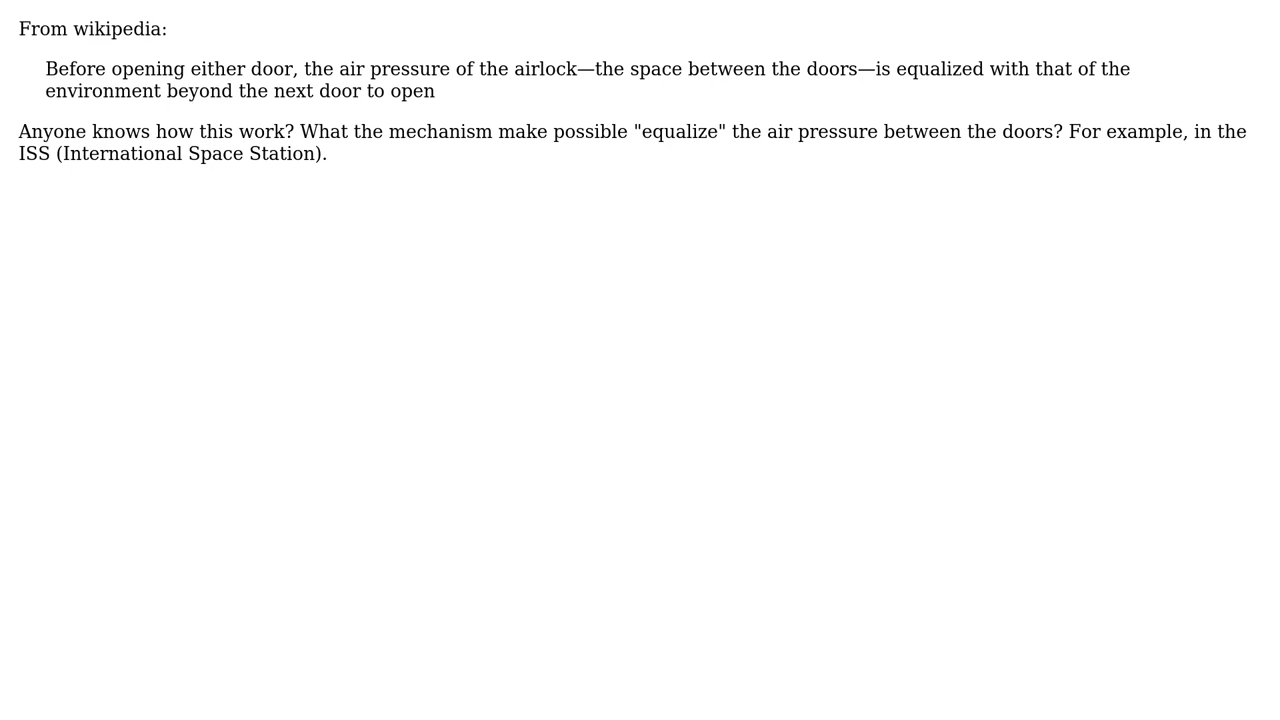 From wikipedia:
Before opening either door, the air pressure of the airlock—the space between the doors—is equalized with that of the
environment beyond the next door to open
Anyone knows how this work? What the mechanism make possible "equalize" the air pressure between the doors? For example, in the
ISS (International Space Station).